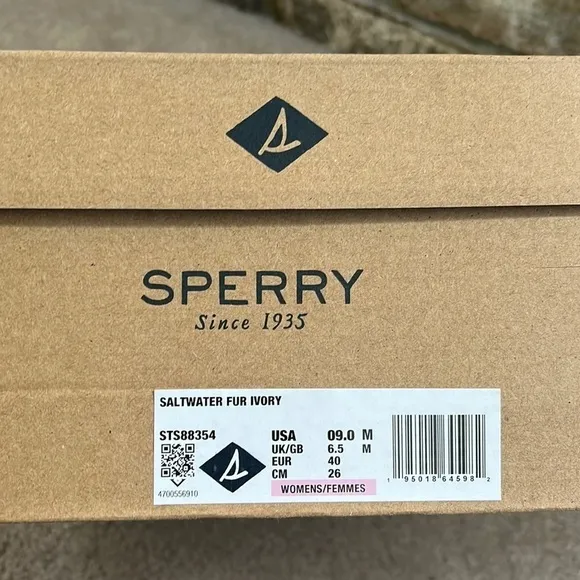 SPERRY
Since 1935
SALTWATER FUR IVORY
STS88354
USA 09.0 M
UK/GB 6.5 M
EUR 40
CM 26
WOMENS/FEMMES
4700556910
1 95018 64598 2